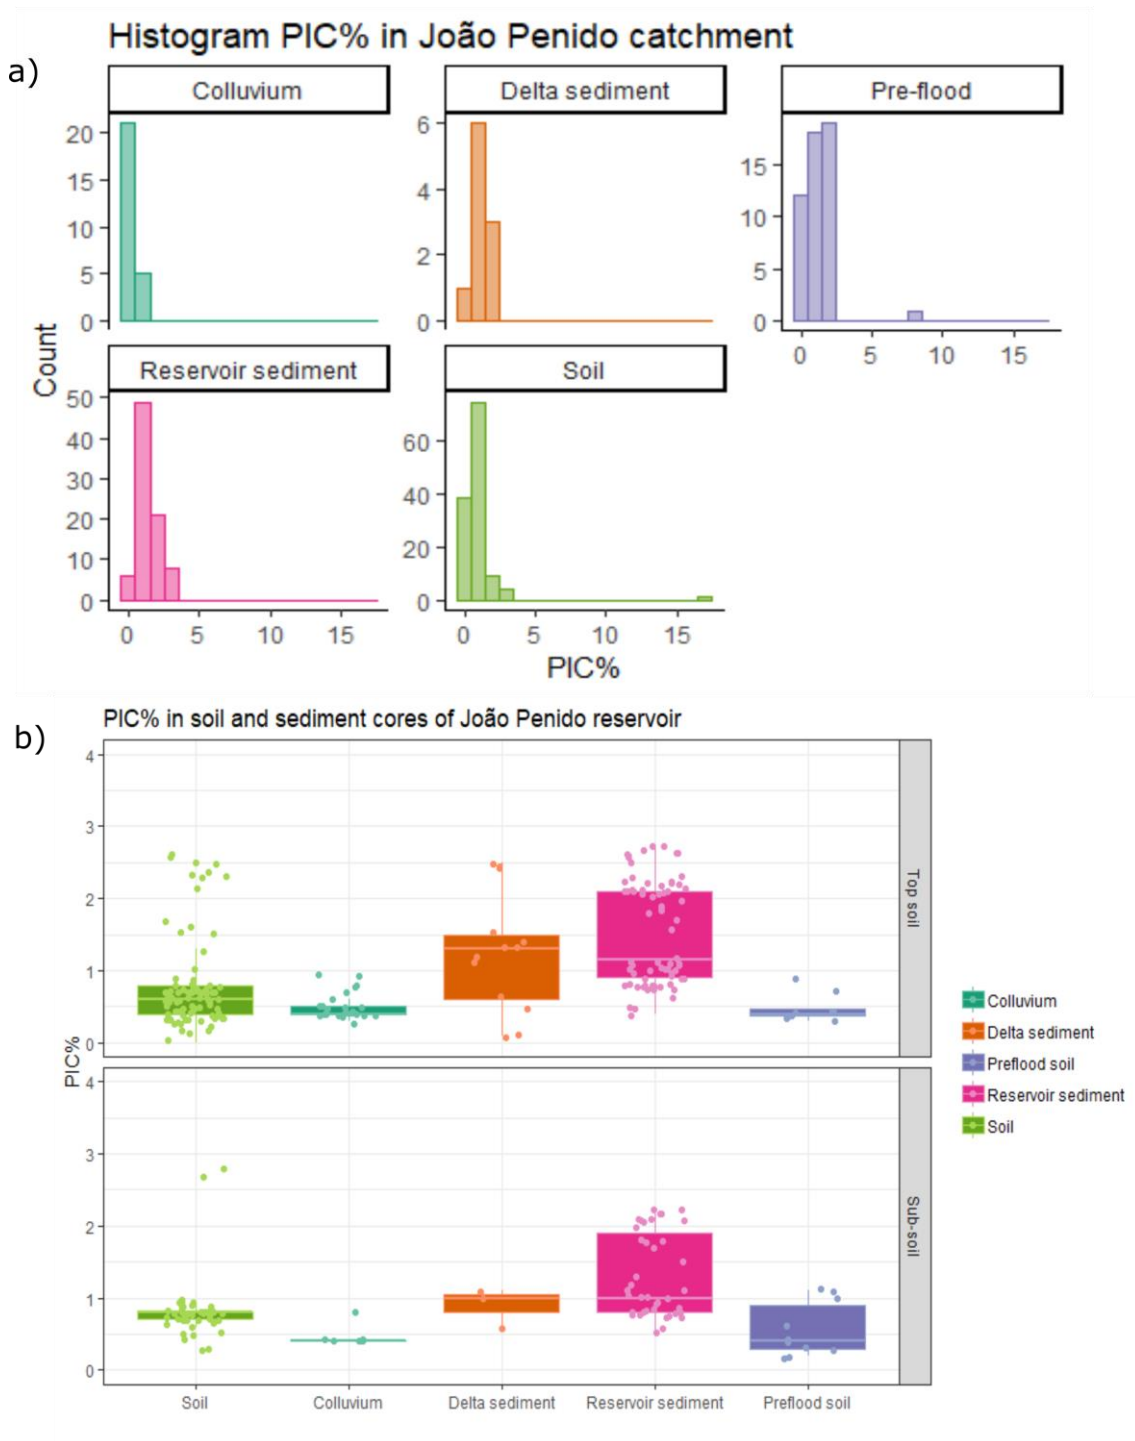 Histogram PIC% in João Penido catchment
a)
Colluvium
Delta sediment
Pre-flood
20
15
10
5
0
6
4
2
0
15
10
5
0
0 5 10 15
Count
Reservoir sediment
Soil
50
40
30
20
10
0
60
40
20
0
0 5 10 15
0 5 10 15
PIC%
b)
PIC% in soil and sediment cores of João Penido reservoir
4
3
2
1
0
Top soil
PIC%
4
3
2
1
0
Sub-soil
Soil
Colluvium
Delta sediment
Reservoir sediment
Preflood soil
Colluvium
Delta sediment
Preflood soil
Reservoir sediment
Soil